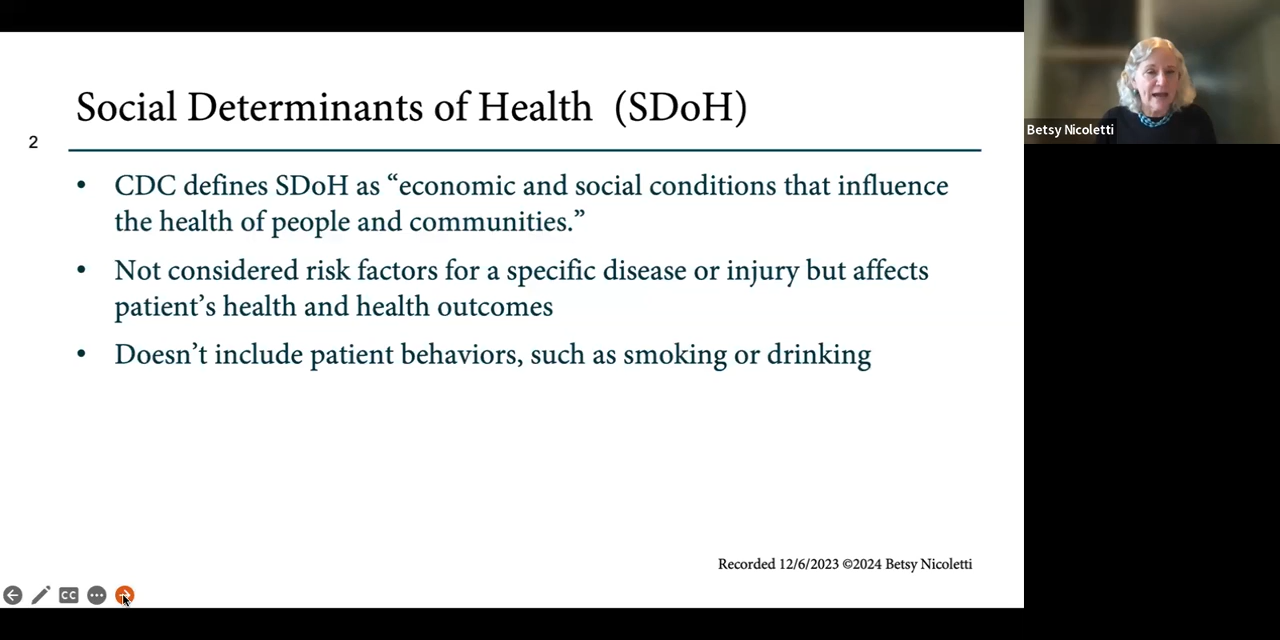 Social Determinants of Health (SDoH)
2
• CDC defines SDoH as “economic and social conditions that influence
the health of people and communities.”
• Not considered risk factors for a specific disease or injury but affects
patient’s health and health outcomes
• Doesn’t include patient behaviors, such as smoking or drinking
Recorded 12/6/2023 ©2024 Betsy Nicoletti
CC
Betsy Nicoletti